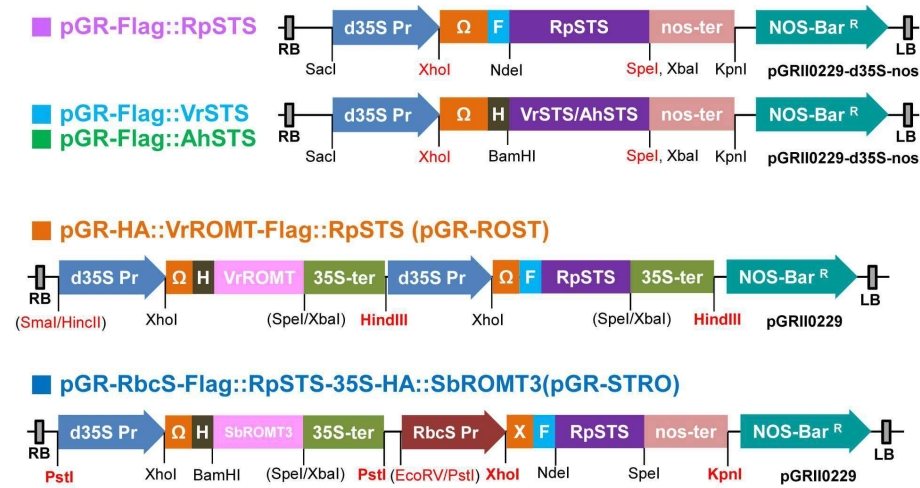 pGR-Flag::RpSTS
d35S Pr Ω F RpSTS nos-ter NOS-Bar R
RB LB
SacI XhoI NdeI SpeI, XbaI KpnI pGRII0229-d35S-nos
pGR-Flag::VrSTS
pGR-Flag::AhSTS
d35S Pr Ω H VrSTS/AhSTS nos-ter NOS-Bar R
RB LB
SacI XhoI BamHI SpeI, XbaI KpnI pGRII0229-d35S-nos
pGR-HA::VrROMT-Flag::RpSTS (pGR-ROST)
d35S Pr Ω H VrROMT 35S-ter d35S Pr Ω F RpSTS 35S-ter NOS-Bar R
RB LB
(SmaI/HincII) XhoI (SpeI/XbaI) HindIII XhoI (SpeI/XbaI) HindIII pGRII0229
pGR-RbcS-Flag::RpSTS-35S-HA::SbROMT3(pGR-STRO)
d35S Pr Ω H SbROMT3 35S-ter RbcS Pr X F RpSTS nos-ter NOS-Bar R
RB LB
PstI XhoI BamHI (SpeI/XbaI) PstI (EcoRV/PstI) XhoI NdeI SpeI KpnI pGRII0229